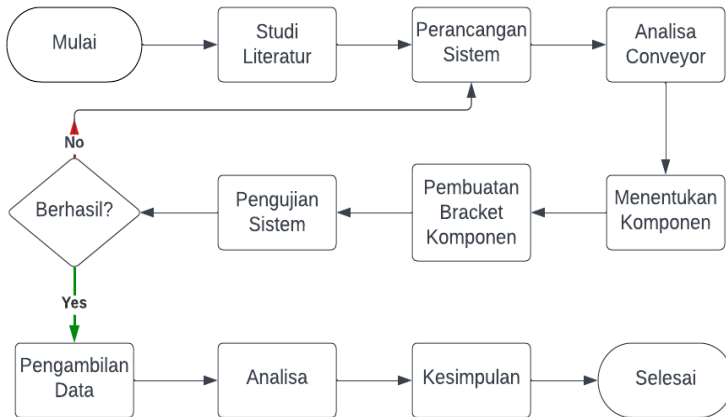 Mulai
Studi
Literatur
Perancangan
Sistem
Analisa
Conveyor
Menentukan
Komponen
Pembuatan
Bracket
Komponen
Pengujian
Sistem
Berhasil?
No
Yes
Pengambilan
Data
Analisa
Kesimpulan
Selesai